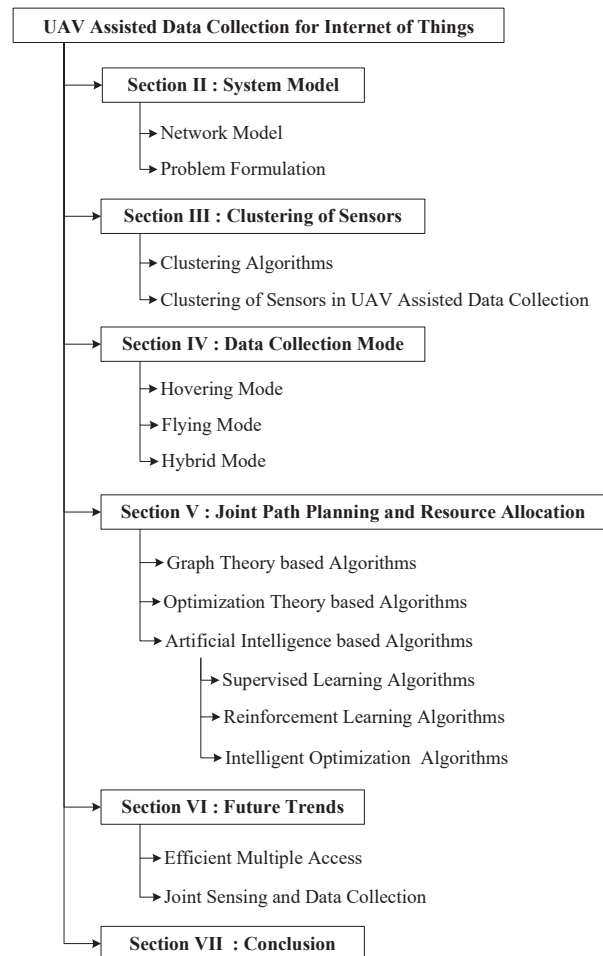 UAV Assisted Data Collection for Internet of Things
Section II : System Model
Network Model
Problem Formulation
Section III : Clustering of Sensors
Clustering Algorithms
Clustering of Sensors in UAV Assisted Data Collection
Section IV : Data Collection Mode
Hovering Mode
Flying Mode
Hybrid Mode
Section V : Joint Path Planning and Resource Allocation
Graph Theory based Algorithms
Optimization Theory based Algorithms
Artificial Intelligence based Algorithms
Supervised Learning Algorithms
Reinforcement Learning Algorithms
Intelligent Optimization Algorithms
Section VI : Future Trends
Efficient Multiple Access
Joint Sensing and Data Collection
Section VII : Conclusion